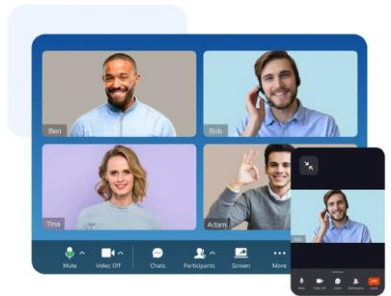 Ben
Bob
Tina
Adam
Mute
Video Off
Chats
Participants
Screen
More